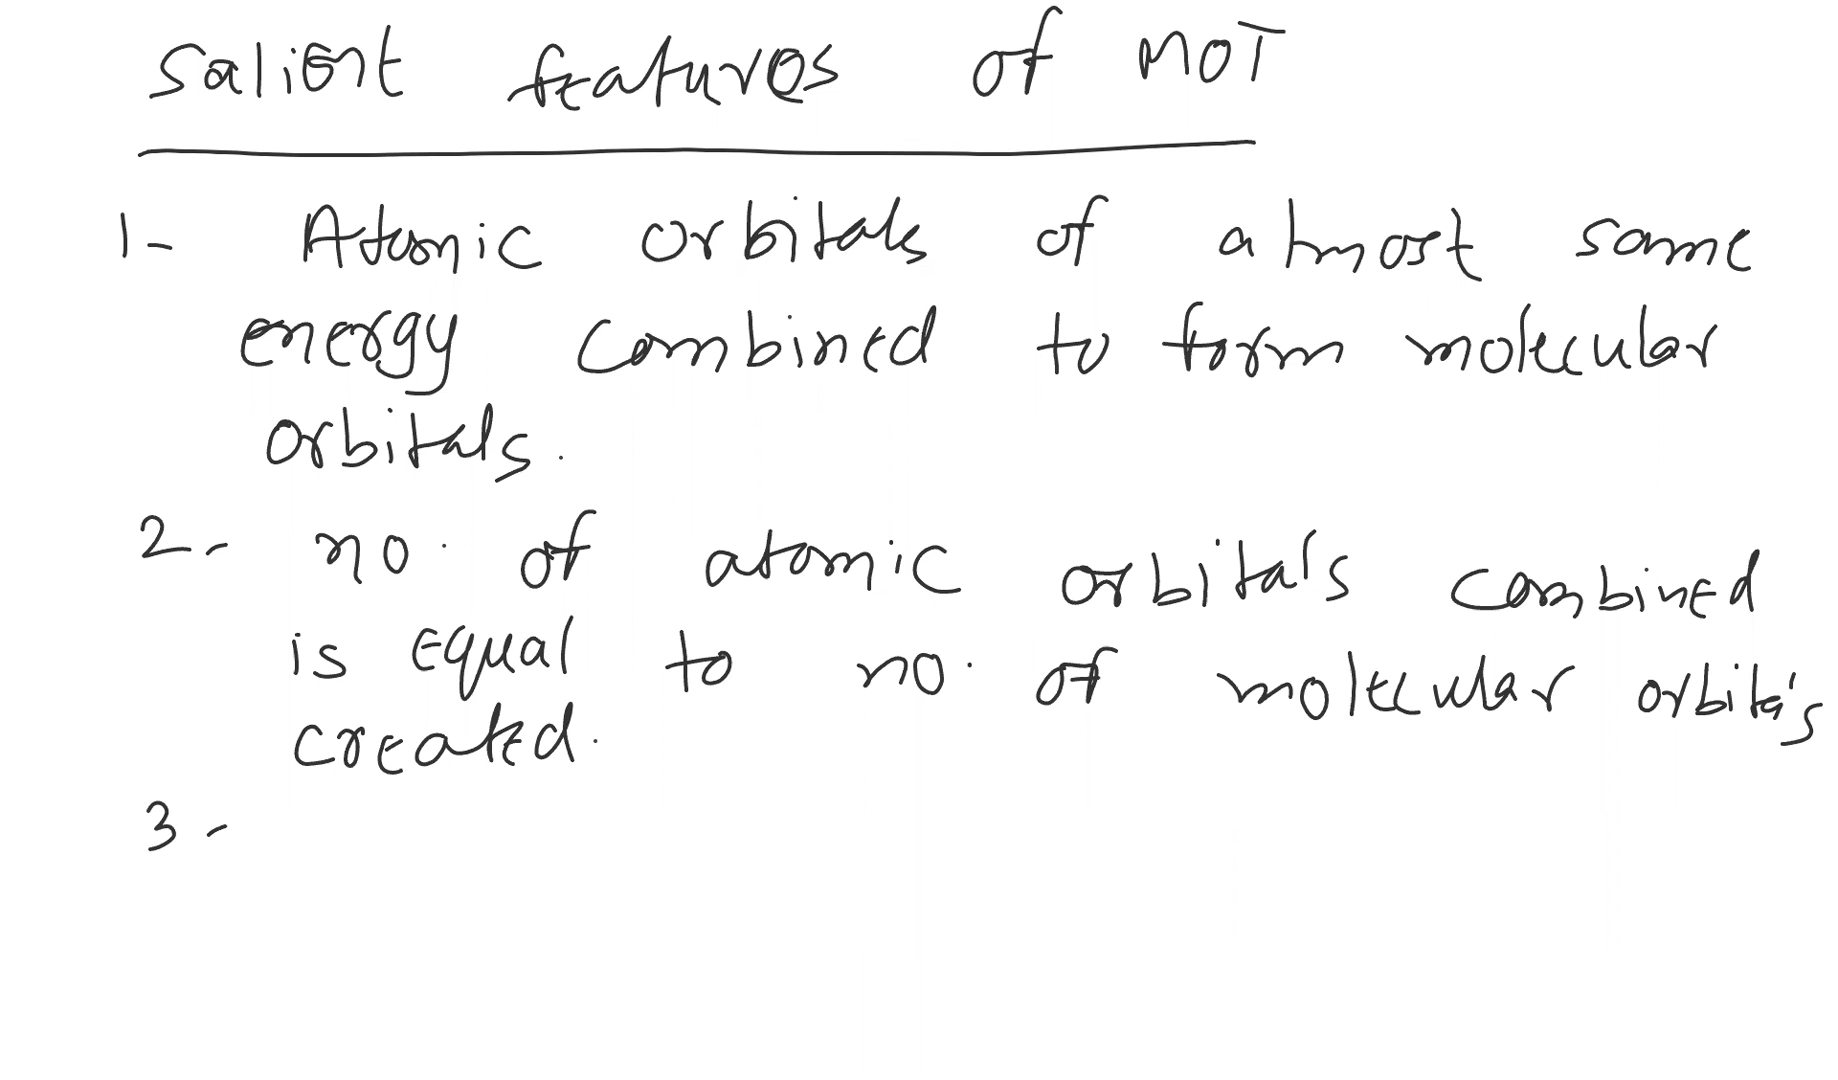 Salient features of MOT
1- Atomic orbitals of almost same
energy combined to form molecular
orbitals.
2- no. of atomic orbitals combined
is equal to no. of molecular orbitals
created.
3-